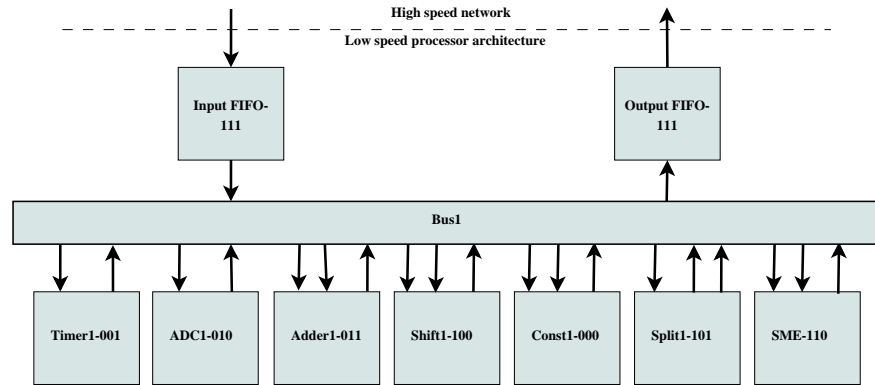 High speed network
Low speed processor architecture
Input FIFO-
111
Output FIFO-
111
Bus1
Timer1-001
ADC1-010
Adder1-011
Shift1-100
Const1-000
Split1-101
SME-110